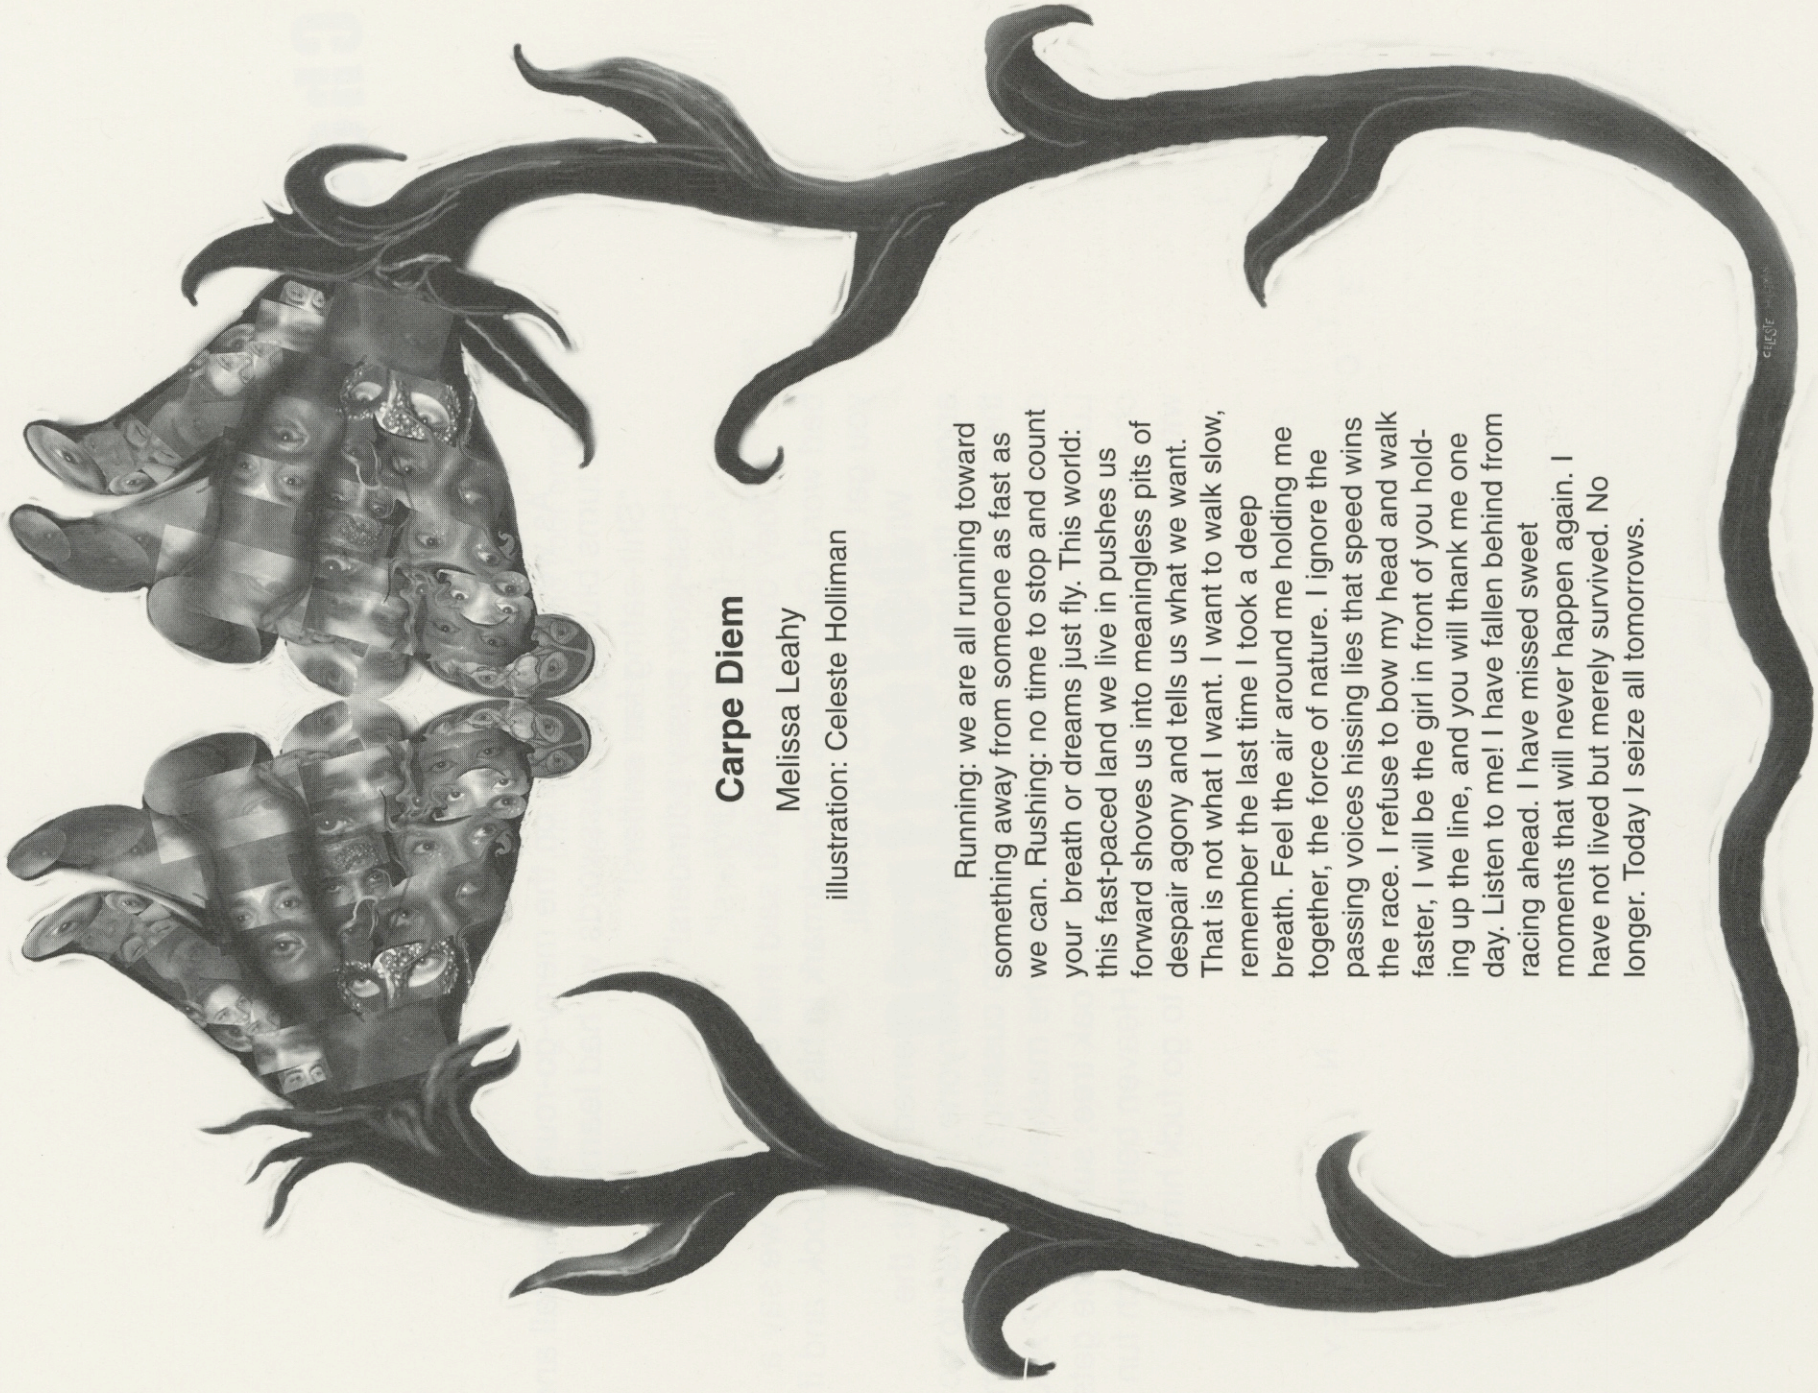 Carpe Diem
Melissa Leahy
illustration: Celeste Holliman
Running: we are all running toward
something away from someone as fast as
we can. Rushing: no time to stop and count
your breath or dreams just fly. This world:
this fast-paced land we live in pushes us
forward shoves us into meaningless pits of
despair agony and tells us what we want.
That is not what I want. I want to walk slow,
remember the last time I took a deep
breath. Feel the air around me holding me
together, the force of nature. I ignore the
passing voices hissing lies that speed wins
the race. I refuse to bow my head and walk
faster, I will be the girl in front of you hold-
ing up the line, and you will thank me one
day. Listen to me! I have fallen behind from
racing ahead. I have missed sweet
moments that will never happen again. I
have not lived but merely survived. No
longer. Today I seize all tomorrows.
CELESTE